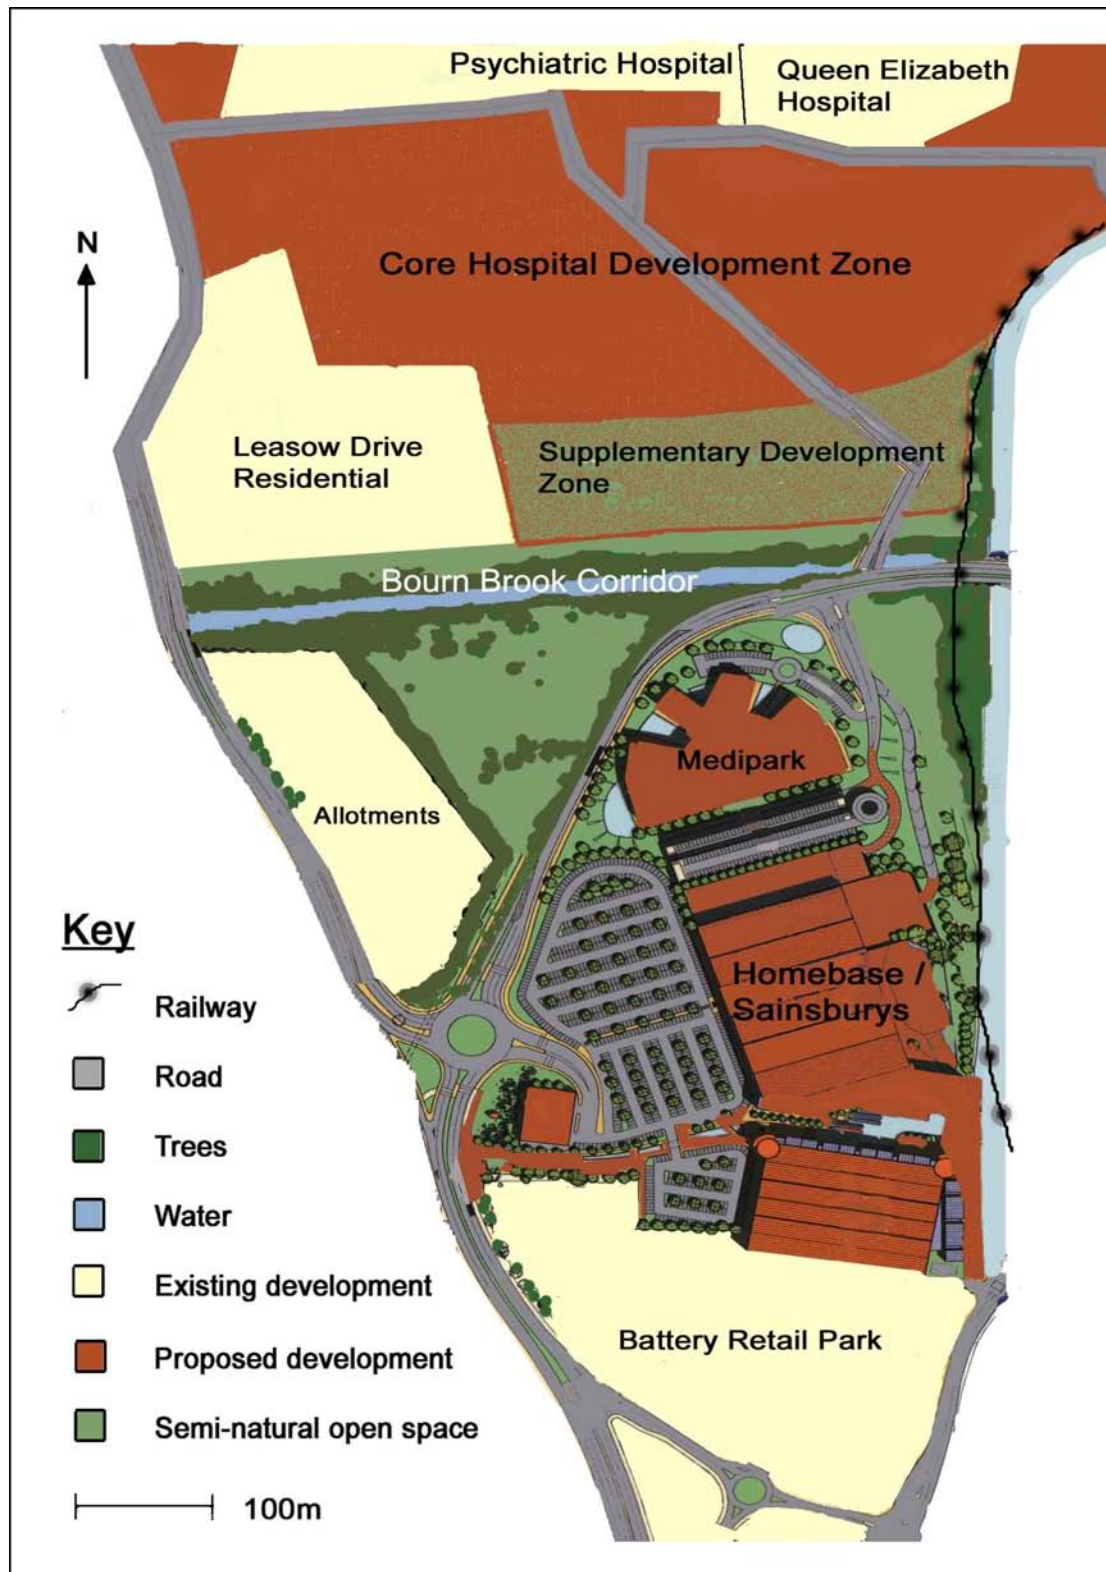 Psychiatric Hospital
Queen Elizabeth
Hospital
N
Core Hospital Development Zone
Leasow Drive
Residential
Supplementary Development
Zone
Bourn Brook Corridor
Medipark
Allotments
Key
Homebase /
Sainsburys
Railway
Road
Trees
Water
Existing development
Battery Retail Park
Proposed development
Semi-natural open space
100m